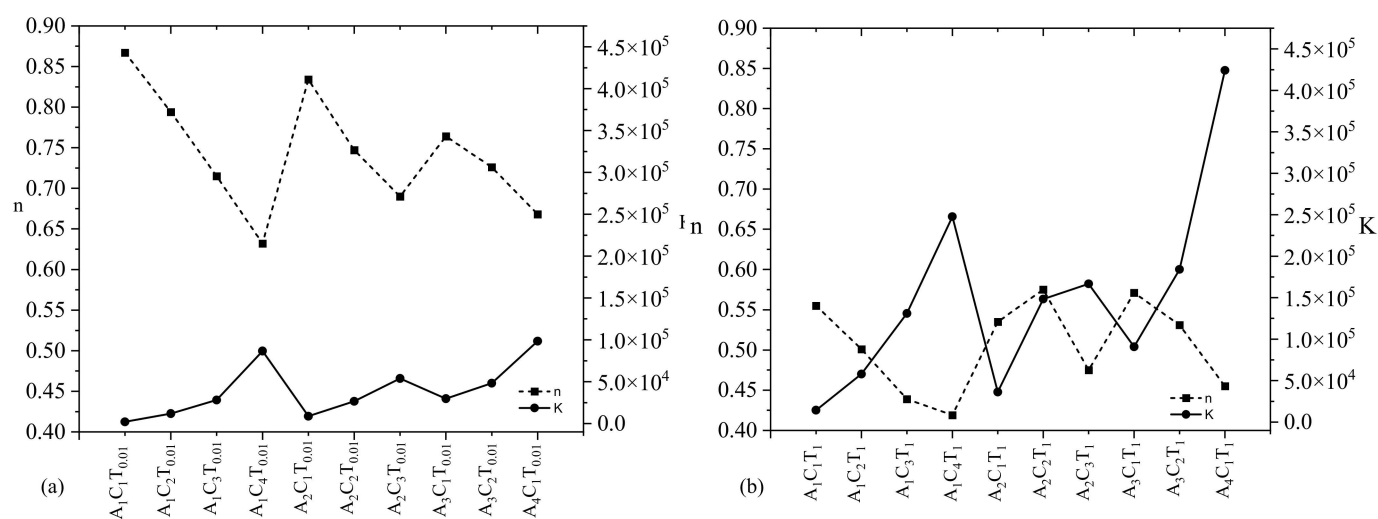 0.90
0.85
0.80
0.75
0.70
0.65
0.60
0.55
0.50
0.45
0.40
n
4.5×10⁵
4.0×10⁵
3.5×10⁵
3.0×10⁵
2.5×10⁵
2.0×10⁵
1.5×10⁵
1.0×10⁵
5.0×10⁴
0.0
n
K
A₁C₁T₀.₀₁
A₁C₂T₀.₀₁
A₁C₃T₀.₀₁
A₁C₄T₀.₀₁
A₂C₁T₀.₀₁
A₂C₂T₀.₀₁
A₂C₃T₀.₀₁
A₃C₁T₀.₀₁
A₃C₂T₀.₀₁
A₄C₁T₀.₀₁
(a)
0.90
0.85
0.80
0.75
0.70
0.65
0.60
0.55
0.50
0.45
0.40
n
4.5×10⁵
4.0×10⁵
3.5×10⁵
3.0×10⁵
2.5×10⁵
2.0×10⁵
1.5×10⁵
1.0×10⁵
5.0×10⁴
0.0
K
n
K
A₁C₁T₁
A₁C₂T₁
A₁C₃T₁
A₁C₄T₁
A₂C₁T₁
A₂C₂T₁
A₂C₃T₁
A₃C₁T₁
A₃C₂T₁
A₄C₁T₁
(b)